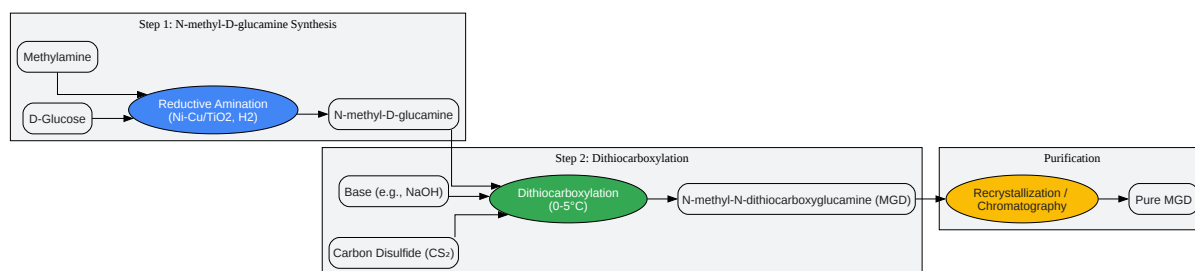 Step 1: N-methyl-D-glucamine Synthesis
Methylamine
D-Glucose
Reductive Amination
(Ni-Cu/TiO2, H2)
N-methyl-D-glucamine
Step 2: Dithiocarboxylation
Base (e.g., NaOH)
Carbon Disulfide (CS₂)
Dithiocarboxylation
(0-5°C)
N-methyl-N-dithiocarboxyglucamine (MGD)
Purification
Recrystallization /
Chromatography
Pure MGD